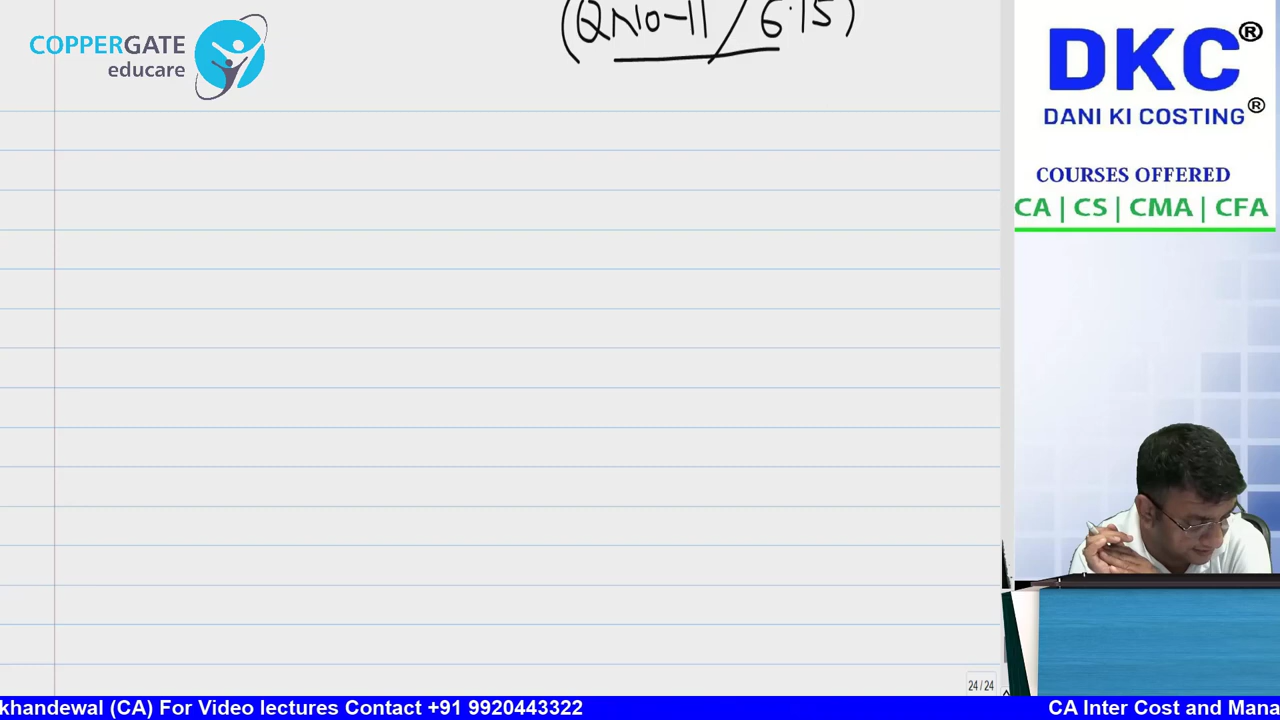 (QNo-11 / 6.15)
COPPERGATE
educare
DKC®
DANI KI COSTING®
COURSES OFFERED
CA | CS | CMA | CFA
24 / 24
khandewal (CA) For Video lectures Contact +91 9920443322
CA Inter Cost and Mana